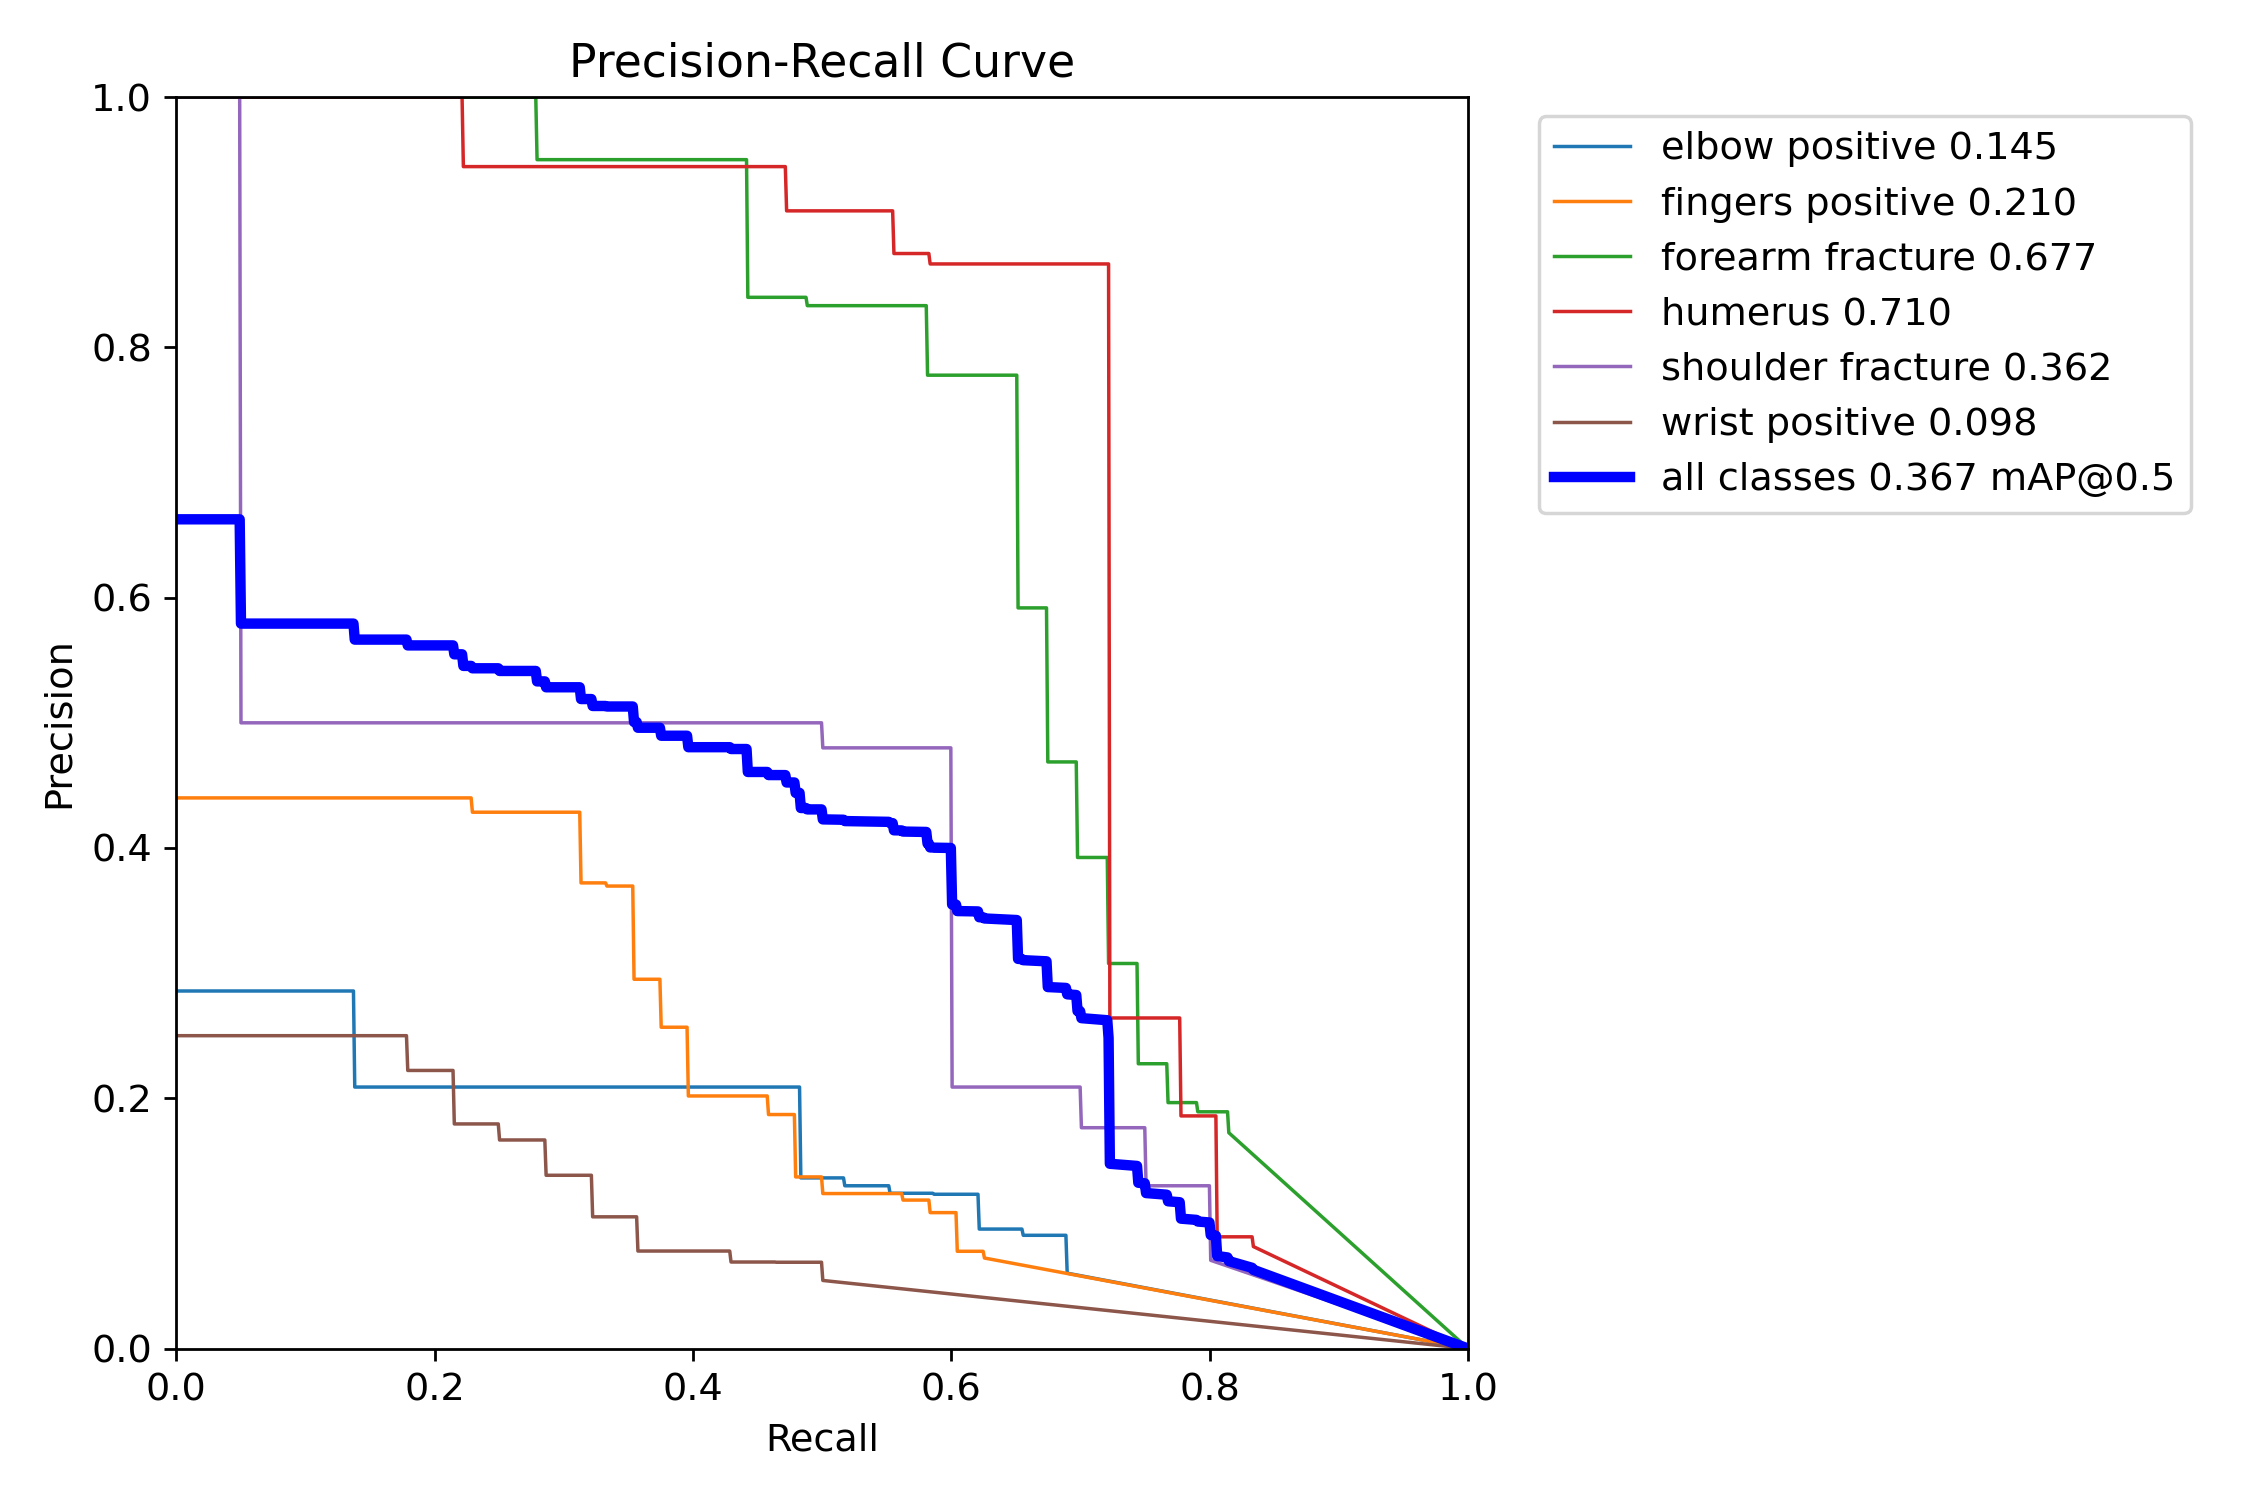 Precision-Recall Curve
1.0
0.8
0.6
0.4
0.2
0.0
Precision
0.0 0.2 0.4 0.6 0.8 1.0
Recall
elbow positive 0.145
fingers positive 0.210
forearm fracture 0.677
humerus 0.710
shoulder fracture 0.362
wrist positive 0.098
all classes 0.367 mAP@0.5